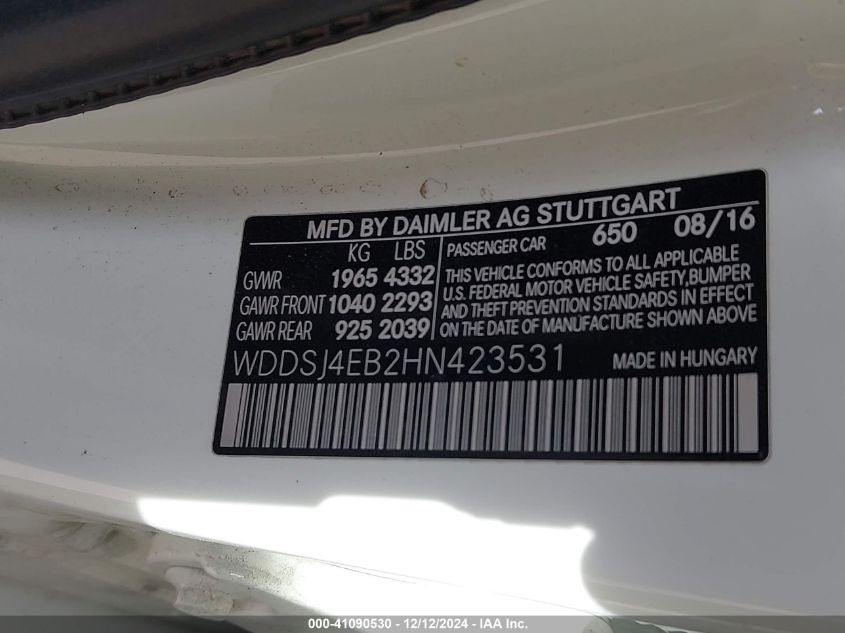 MFD BY DAIMLER AG STUTTGART
KG LBS
GVWR 1965 4332
GAWR FRONT 1040 2293
GAWR REAR 925 2039
PASSENGER CAR 650 08/16
THIS VEHICLE CONFORMS TO ALL APPLICABLE
U.S. FEDERAL MOTOR VEHICLE SAFETY, BUMPER
AND THEFT PREVENTION STANDARDS IN EFFECT
ON THE DATE OF MANUFACTURE SHOWN ABOVE
WDDSJ4EB2HN423531
MADE IN HUNGARY
000-41090530 - 12/12/2024 - IAA Inc.